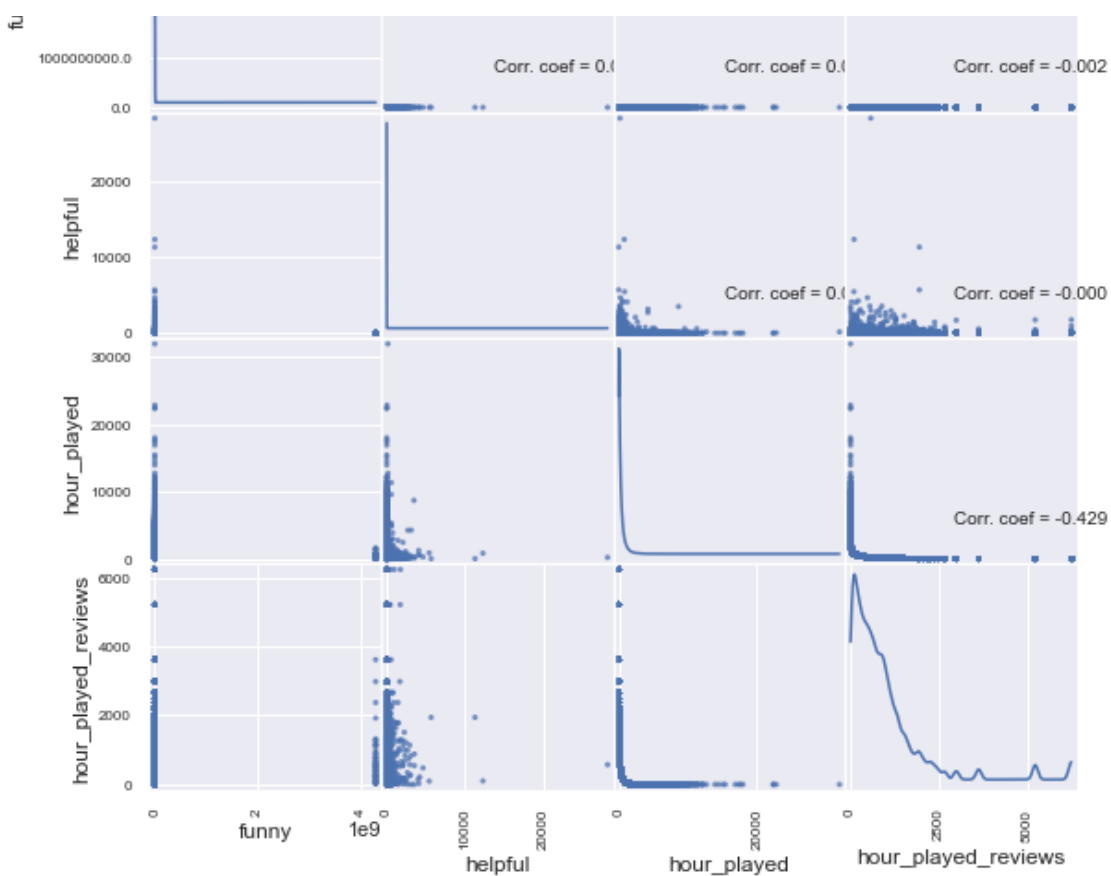 fu
1000000000.0
Corr. coef = 0.0
Corr. coef = 0.0
Corr. coef = -0.002
0.0
helpful
20000
10000
0
Corr. coef = 0.0
Corr. coef = -0.000
hour_played
30000
20000
10000
0
Corr. coef = -0.429
hour_played_reviews
6000
4000
2000
0
0
2
4
1e9
funny
0
10000
20000
helpful
0
20000
hour_played
0
2500
5000
hour_played_reviews